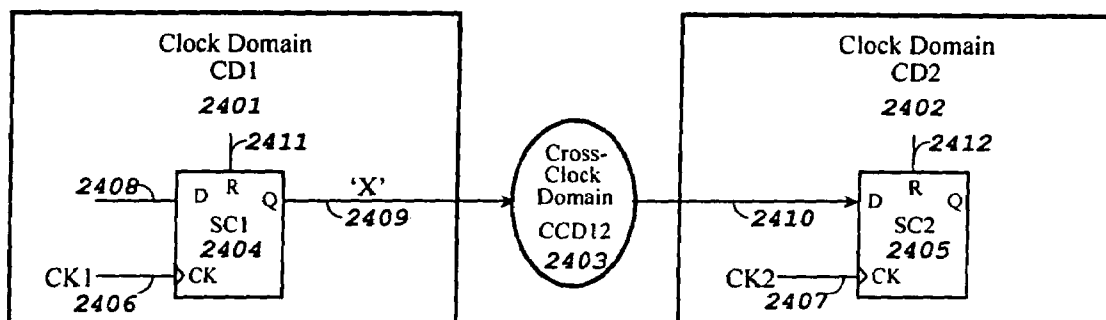 Clock Domain
CD1
2401
2411
2408
D
R
Q
'X'
2409
SC1
2404
CK1
CK
2406
Cross-
Clock
Domain
CCD12
2403
Clock Domain
CD2
2402
2412
2410
D
R
Q
SC2
2405
CK2
CK
2407